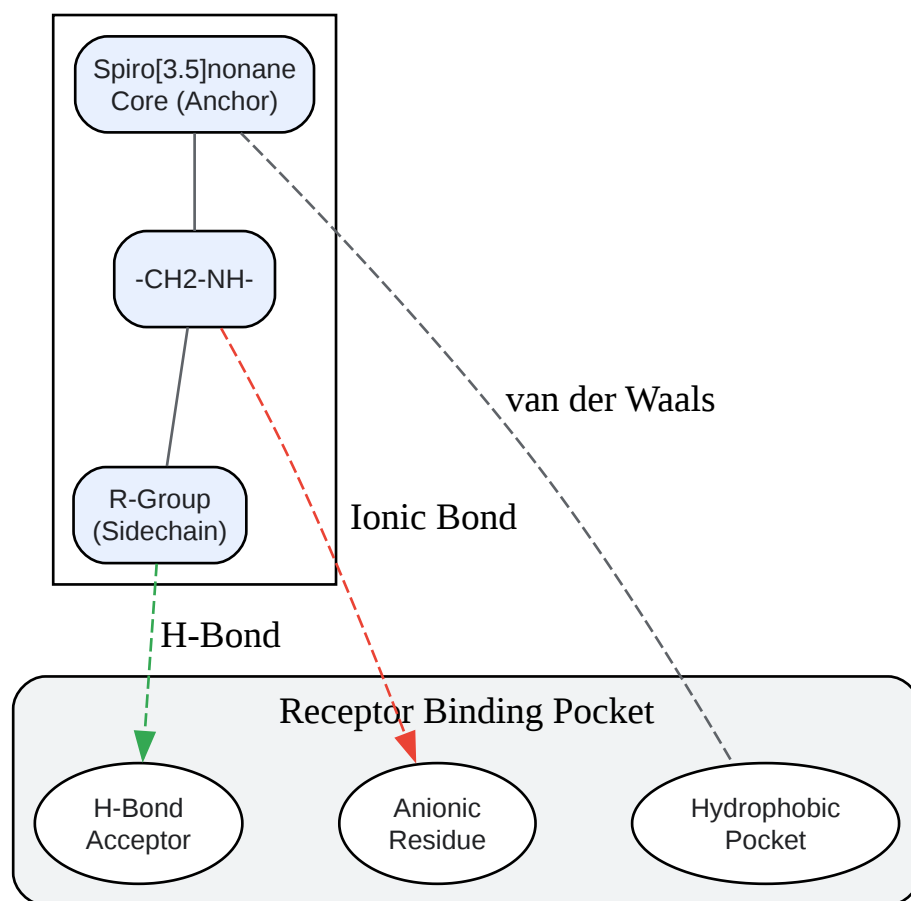 Spiro[3.5]nonane
Core (Anchor)
-CH2-NH-
van der Waals
R-Group
(Sidechain)
Ionic Bond
H-Bond
Receptor Binding Pocket
H-Bond
Acceptor
Anionic
Residue
Hydrophobic
Pocket